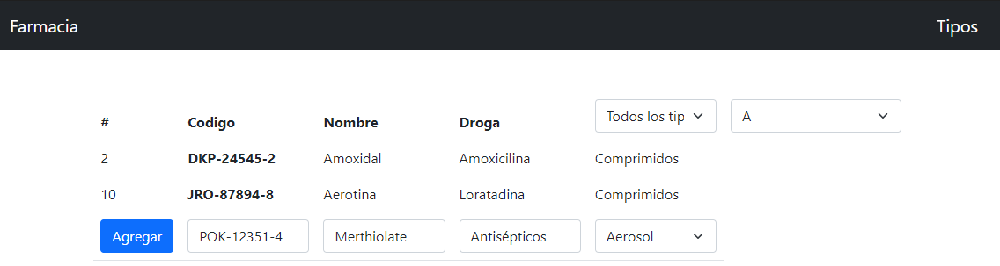 Farmacia Tipos
# Codigo Nombre Droga Todos los tip A
2 DKP-24545-2 Amoxidal Amoxicilina Comprimidos
10 JRO-87894-8 Aerotina Loratadina Comprimidos
Agregar POK-12351-4 Merthiolate Antisépticos Aerosol